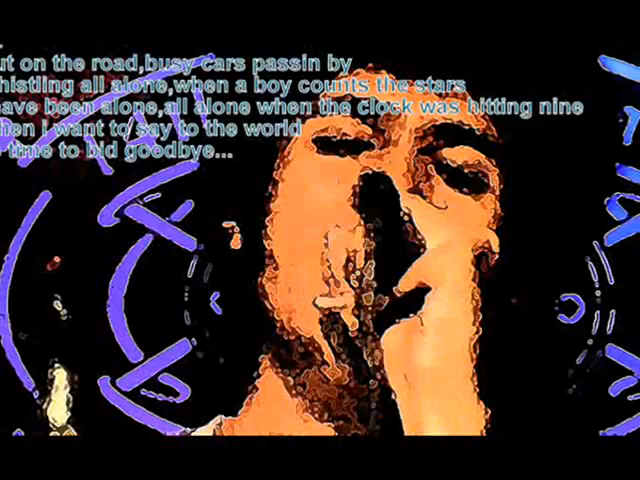 ut on the road,busy cars passin by
histling all alone,when a boy counts the stars
have been alone,all alone when the clock was hitting nine
hen i want to say to the world
time to bid goodbye...